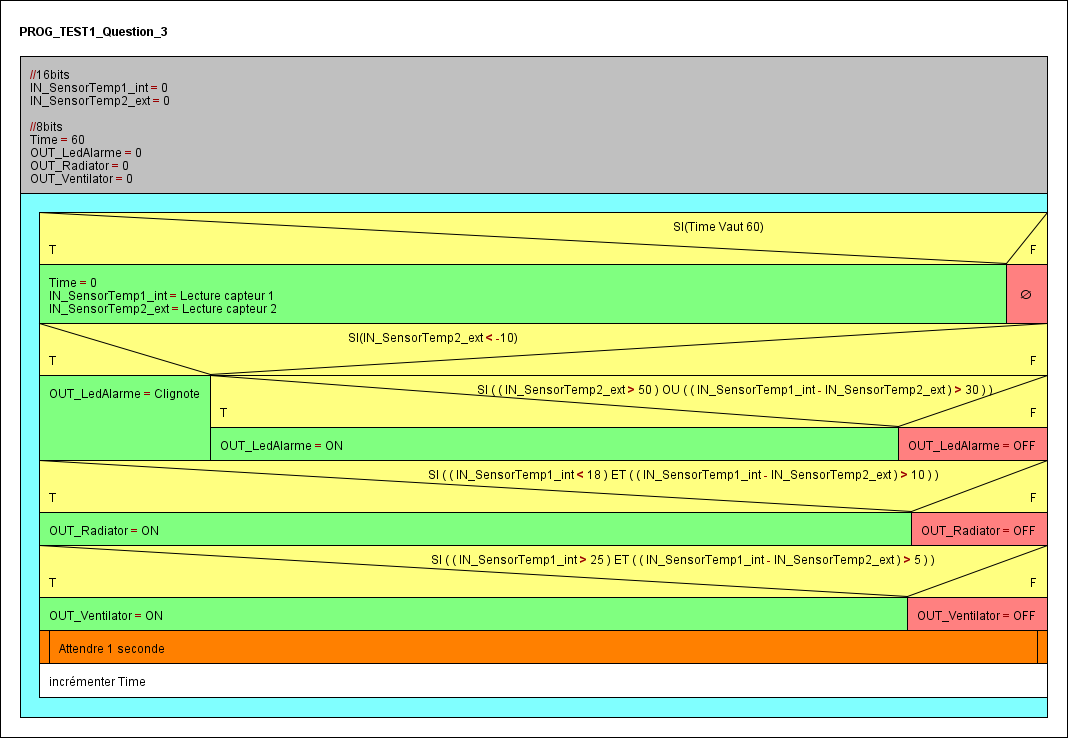 PROG_TEST1_Question_3
//16bits
IN_SensorTemp1_int = 0
IN_SensorTemp2_ext = 0
//8bits
Time = 60
OUT_LedAlarme = 0
OUT_Radiator = 0
OUT_Ventilator = 0
SI(Time Vaut 60)
T
F
Time = 0
IN_SensorTemp1_int = Lecture capteur 1
IN_SensorTemp2_ext = Lecture capteur 2
∅
SI(IN_SensorTemp2_ext < -10)
T
F
OUT_LedAlarme = Clignote
SI ( ( IN_SensorTemp2_ext > 50 ) OU ( ( IN_SensorTemp1_int - IN_SensorTemp2_ext ) > 30 ) )
T
F
OUT_LedAlarme = ON
OUT_LedAlarme = OFF
SI ( ( IN_SensorTemp1_int < 18 ) ET ( ( IN_SensorTemp1_int - IN_SensorTemp2_ext ) > 10 ) )
T
F
OUT_Radiator = ON
OUT_Radiator = OFF
SI ( ( IN_SensorTemp1_int > 25 ) ET ( ( IN_SensorTemp1_int - IN_SensorTemp2_ext ) > 5 ) )
T
F
OUT_Ventilator = ON
OUT_Ventilator = OFF
Attendre 1 seconde
incrémenter Time